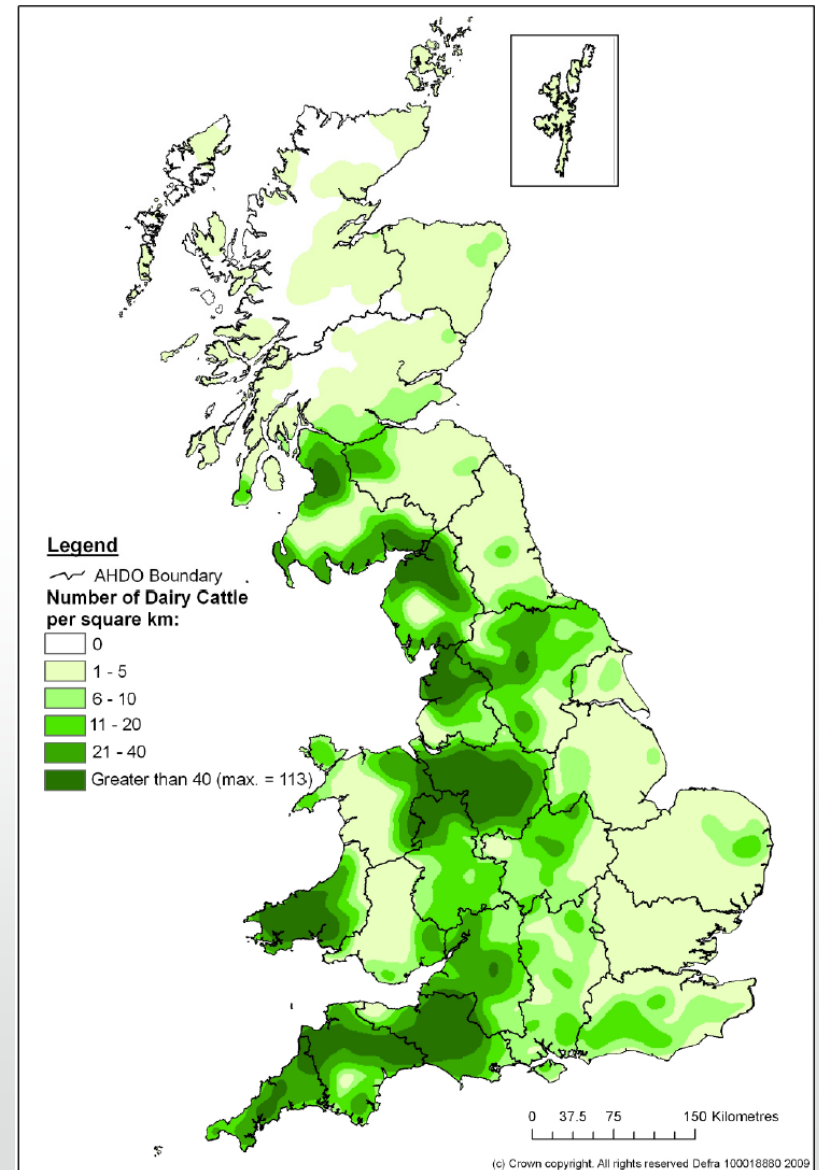 Legend
AHDO Boundary
Number of Dairy Cattle
per square km:
0
1 - 5
6 - 10
11 - 20
21 - 40
Greater than 40 (max. = 113)
0 37.5 75 150 Kilometres
(c) Crown copyright. All rights reserved Defra 100018880 2009